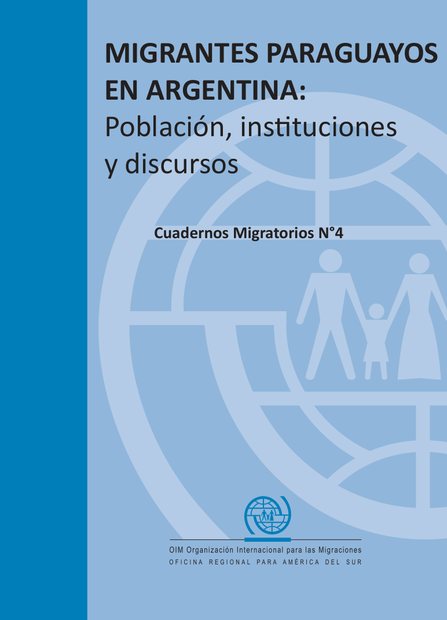 MIGRANTES PARAGUAYOS
EN ARGENTINA:
Población, instituciones
y discursos
Cuadernos Migratorios N°4
OIM Organización Internacional para las Migraciones
OFICINA REGIONAL PARA AMÉRICA DEL SUR